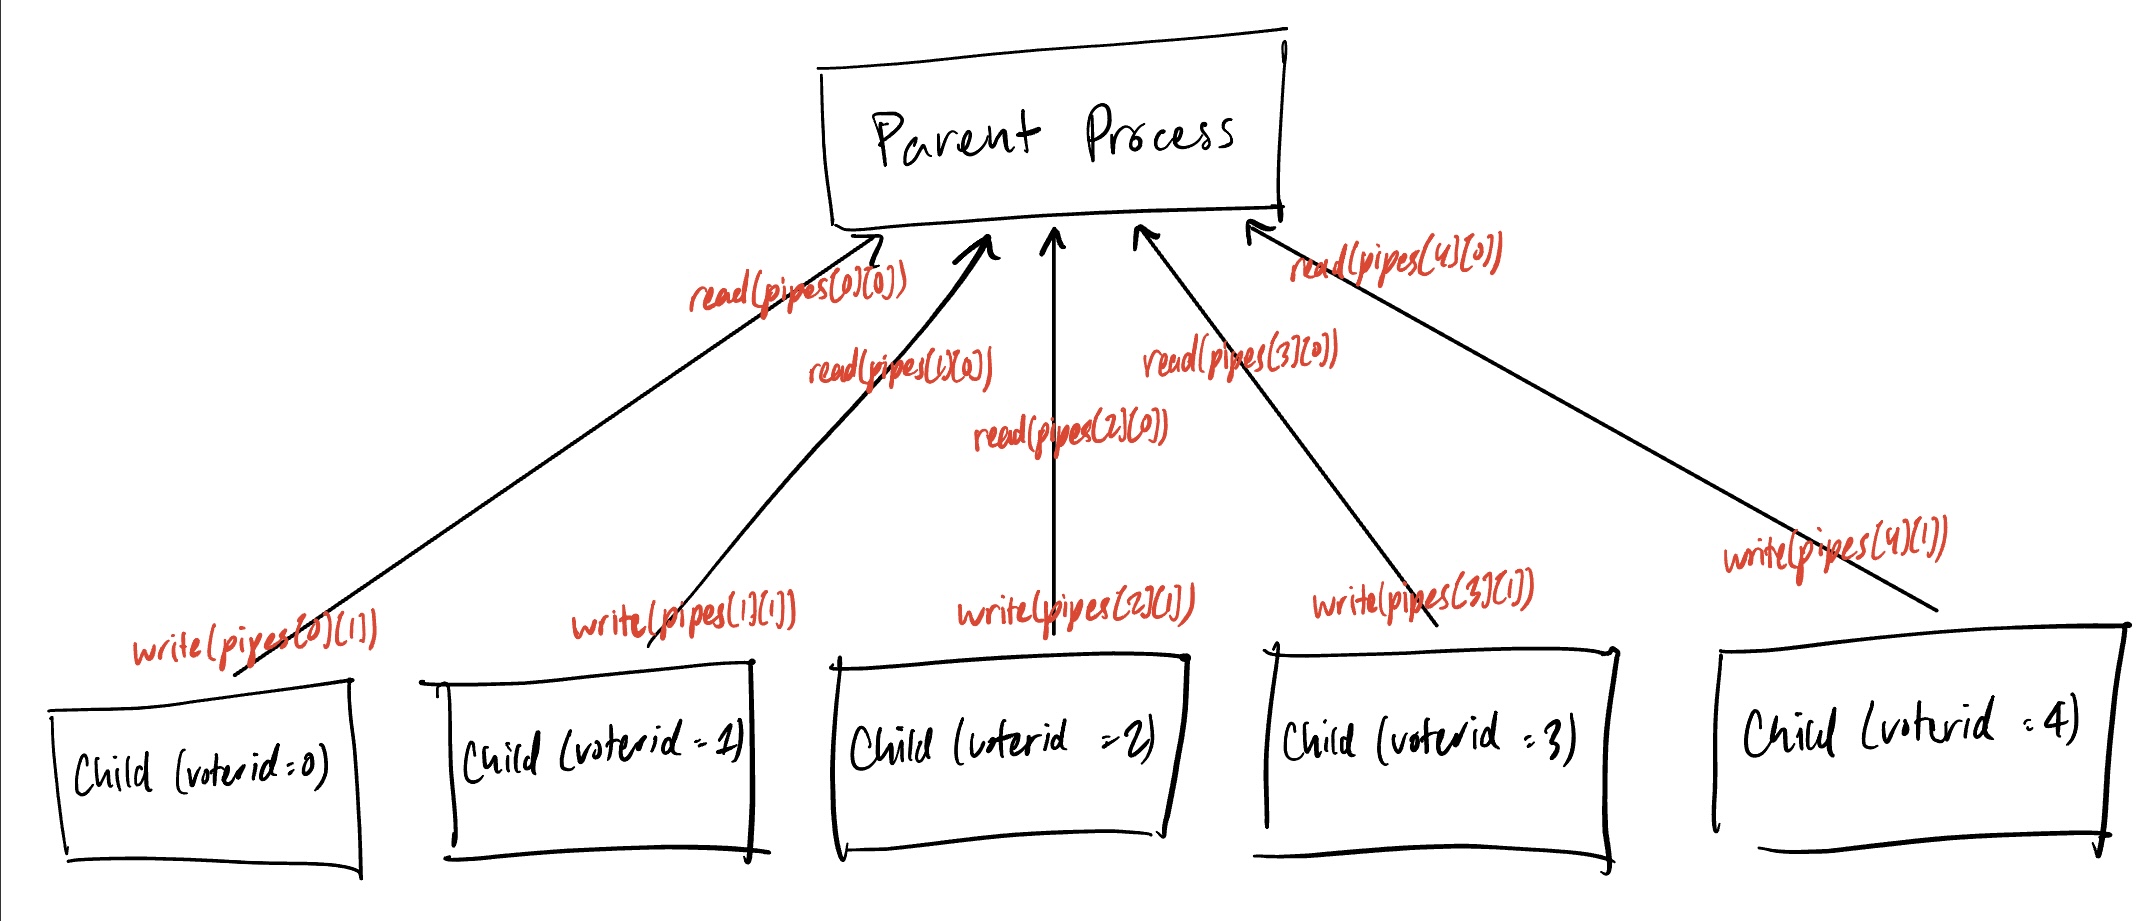 Parent Process
read(pipes[4][0])
read(pipes[0][0])
read(pipes[1][0])
read(pipes[3][0])
read(pipes[2][0])
write(pipes[4][1])
write(pipes[0][1])
write(pipes[1][1])
write(pipes[2][1])
write(pipes[3][1])
Child (voterid=0)
Child (voterid=1)
Child (voterid =2)
Child (voterid =3)
Child (voterid =4)